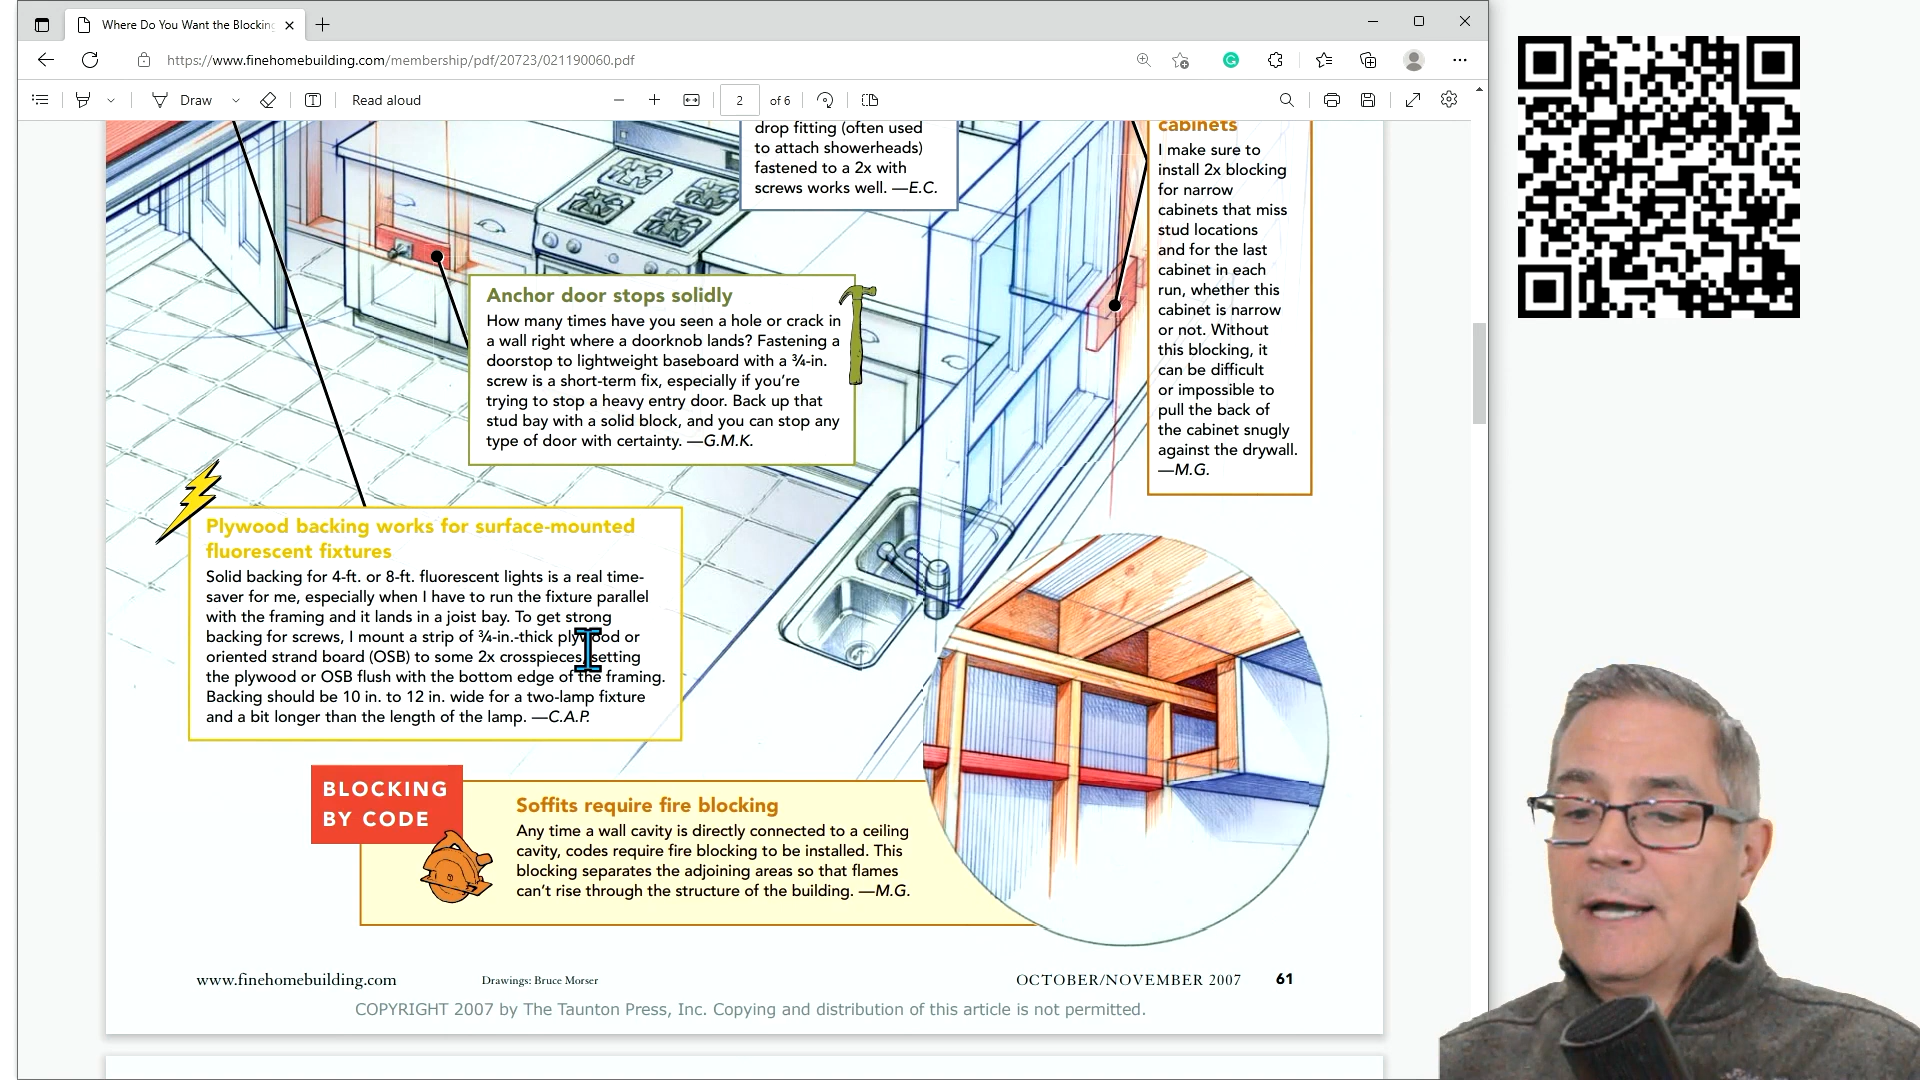 Where Do You Want the Blocking
https://www.finehomebuilding.com/membership/pdf/20723/021190060.pdf
Draw
Read aloud
2
of 6
drop fitting (often used
to attach showerheads)
fastened to a 2x with
screws works well. —E.C.
cabinets
I make sure to
install 2x blocking
for narrow
cabinets that miss
stud locations
and for the last
cabinet in each
run, whether this
cabinet is narrow
or not. Without
this blocking, it
can be difficult
or impossible to
pull the back of
the cabinet snugly
against the drywall.
—M.G.
Anchor door stops solidly
How many times have you seen a hole or crack in
a wall right where a doorknob lands? Fastening a
doorstop to lightweight baseboard with a ¾-in.
screw is a short-term fix, especially if you’re
trying to stop a heavy entry door. Back up that
stud bay with a solid block, and you can stop any
type of door with certainty. —G.M.K.
Plywood backing works for surface-mounted
fluorescent fixtures
Solid backing for 4-ft. or 8-ft. fluorescent lights is a real time-
saver for me, especially when I have to run the fixture parallel
with the framing and it lands in a joist bay. To get strong
backing for screws, I mount a strip of ¾-in.-thick plywood or
oriented strand board (OSB) to some 2x crosspieces, setting
the plywood or OSB flush with the bottom edge of the framing.
Backing should be 10 in. to 12 in. wide for a two-lamp fixture
and a bit longer than the length of the lamp. —C.A.P.
BLOCKING
BY CODE
Soffits require fire blocking
Any time a wall cavity is directly connected to a ceiling
cavity, codes require fire blocking to be installed. This
blocking separates the adjoining areas so that flames
can’t rise through the structure of the building. —M.G.
www.finehomebuilding.com
Drawings: Bruce Morser
OCTOBER/NOVEMBER 2007
61
COPYRIGHT 2007 by The Taunton Press, Inc. Copying and distribution of this article is not permitted.